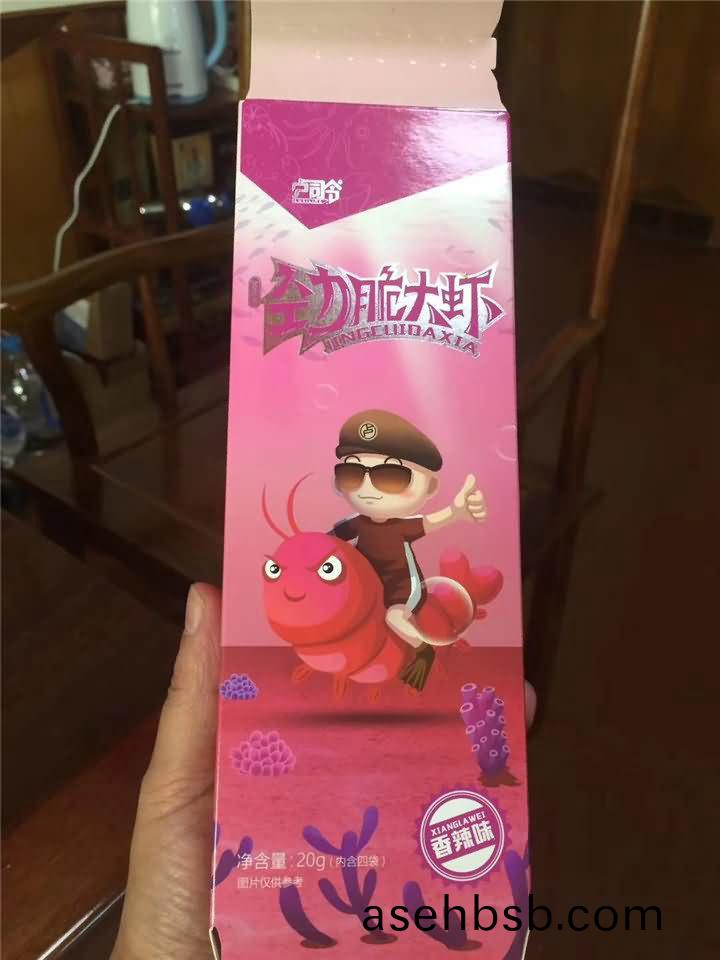 卢司令
劲脆大虾
JINGCUIDAXIA
XIANGLAWEI
香辣味
净含量:20g(内含四袋)
图片仅供参考
asehbsb.com